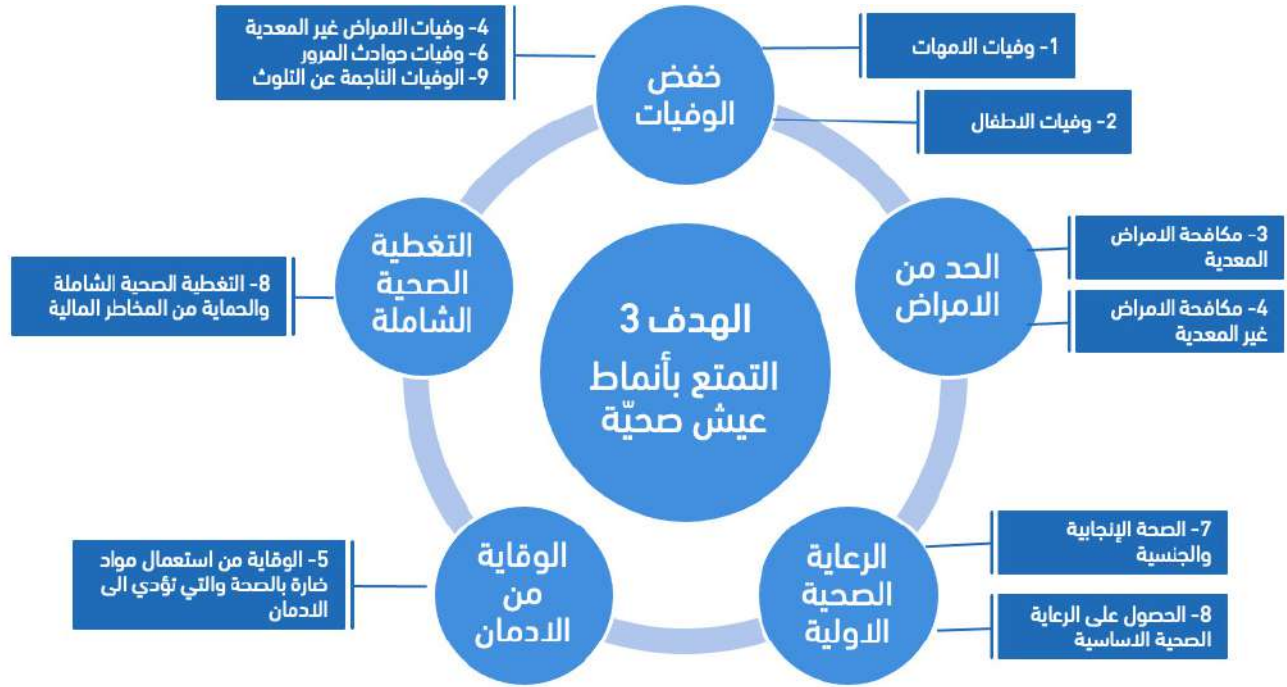 خفض
الوفيات
1- وفيات الامهات
2- وفيات الاطفال
4- وفيات الامراض غير المعدية
6- وفيات حوادث المرور
9- الوفيات الناجمة عن التلوث
الحد من
الامراض
3- مكافحة الامراض
المعدية
4- مكافحة الامراض
غير المعدية
التغطية
الصحية
الشاملة
8- التغطية الصحية الشاملة
والحماية من المخاطر المالية
الهدف 3
التمتع بأنماط
عيش صحيّة
الرعاية
الصحية
الاولية
7- الصحة الإنجابية
والجنسية
8- الحصول على الرعاية
الصحية الاساسية
الوقاية
من
الادمان
5- الوقاية من استعمال مواد
ضارة بالصحة والتي تؤدي الى
الادمان